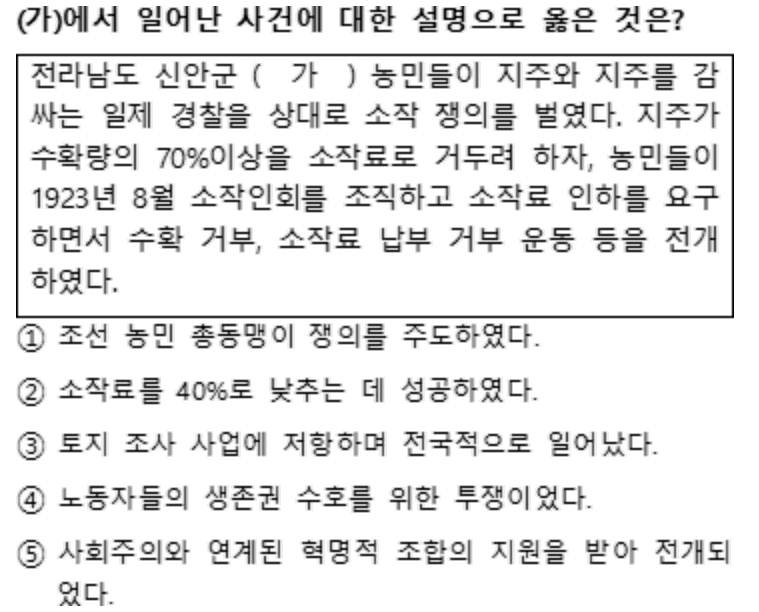 (가)에서 일어난 사건에 대한 설명으로 옳은 것은?
전라남도 신안군 ( 가 ) 농민들이 지주와 지주를 감
싸는 일제 경찰을 상대로 소작 쟁의를 벌였다. 지주가
수확량의 70%이상을 소작료로 거두려 하자, 농민들이
1923년 8월 소작인회를 조직하고 소작료 인하를 요구
하면서 수확 거부, 소작료 납부 거부 운동 등을 전개
하였다.
① 조선 농민 총동맹이 쟁의를 주도하였다.
② 소작료를 40%로 낮추는 데 성공하였다.
③ 토지 조사 사업에 저항하며 전국적으로 일어났다.
④ 노동자들의 생존권 수호를 위한 투쟁이었다.
⑤ 사회주의와 연계된 혁명적 조합의 지원을 받아 전개되
었다.